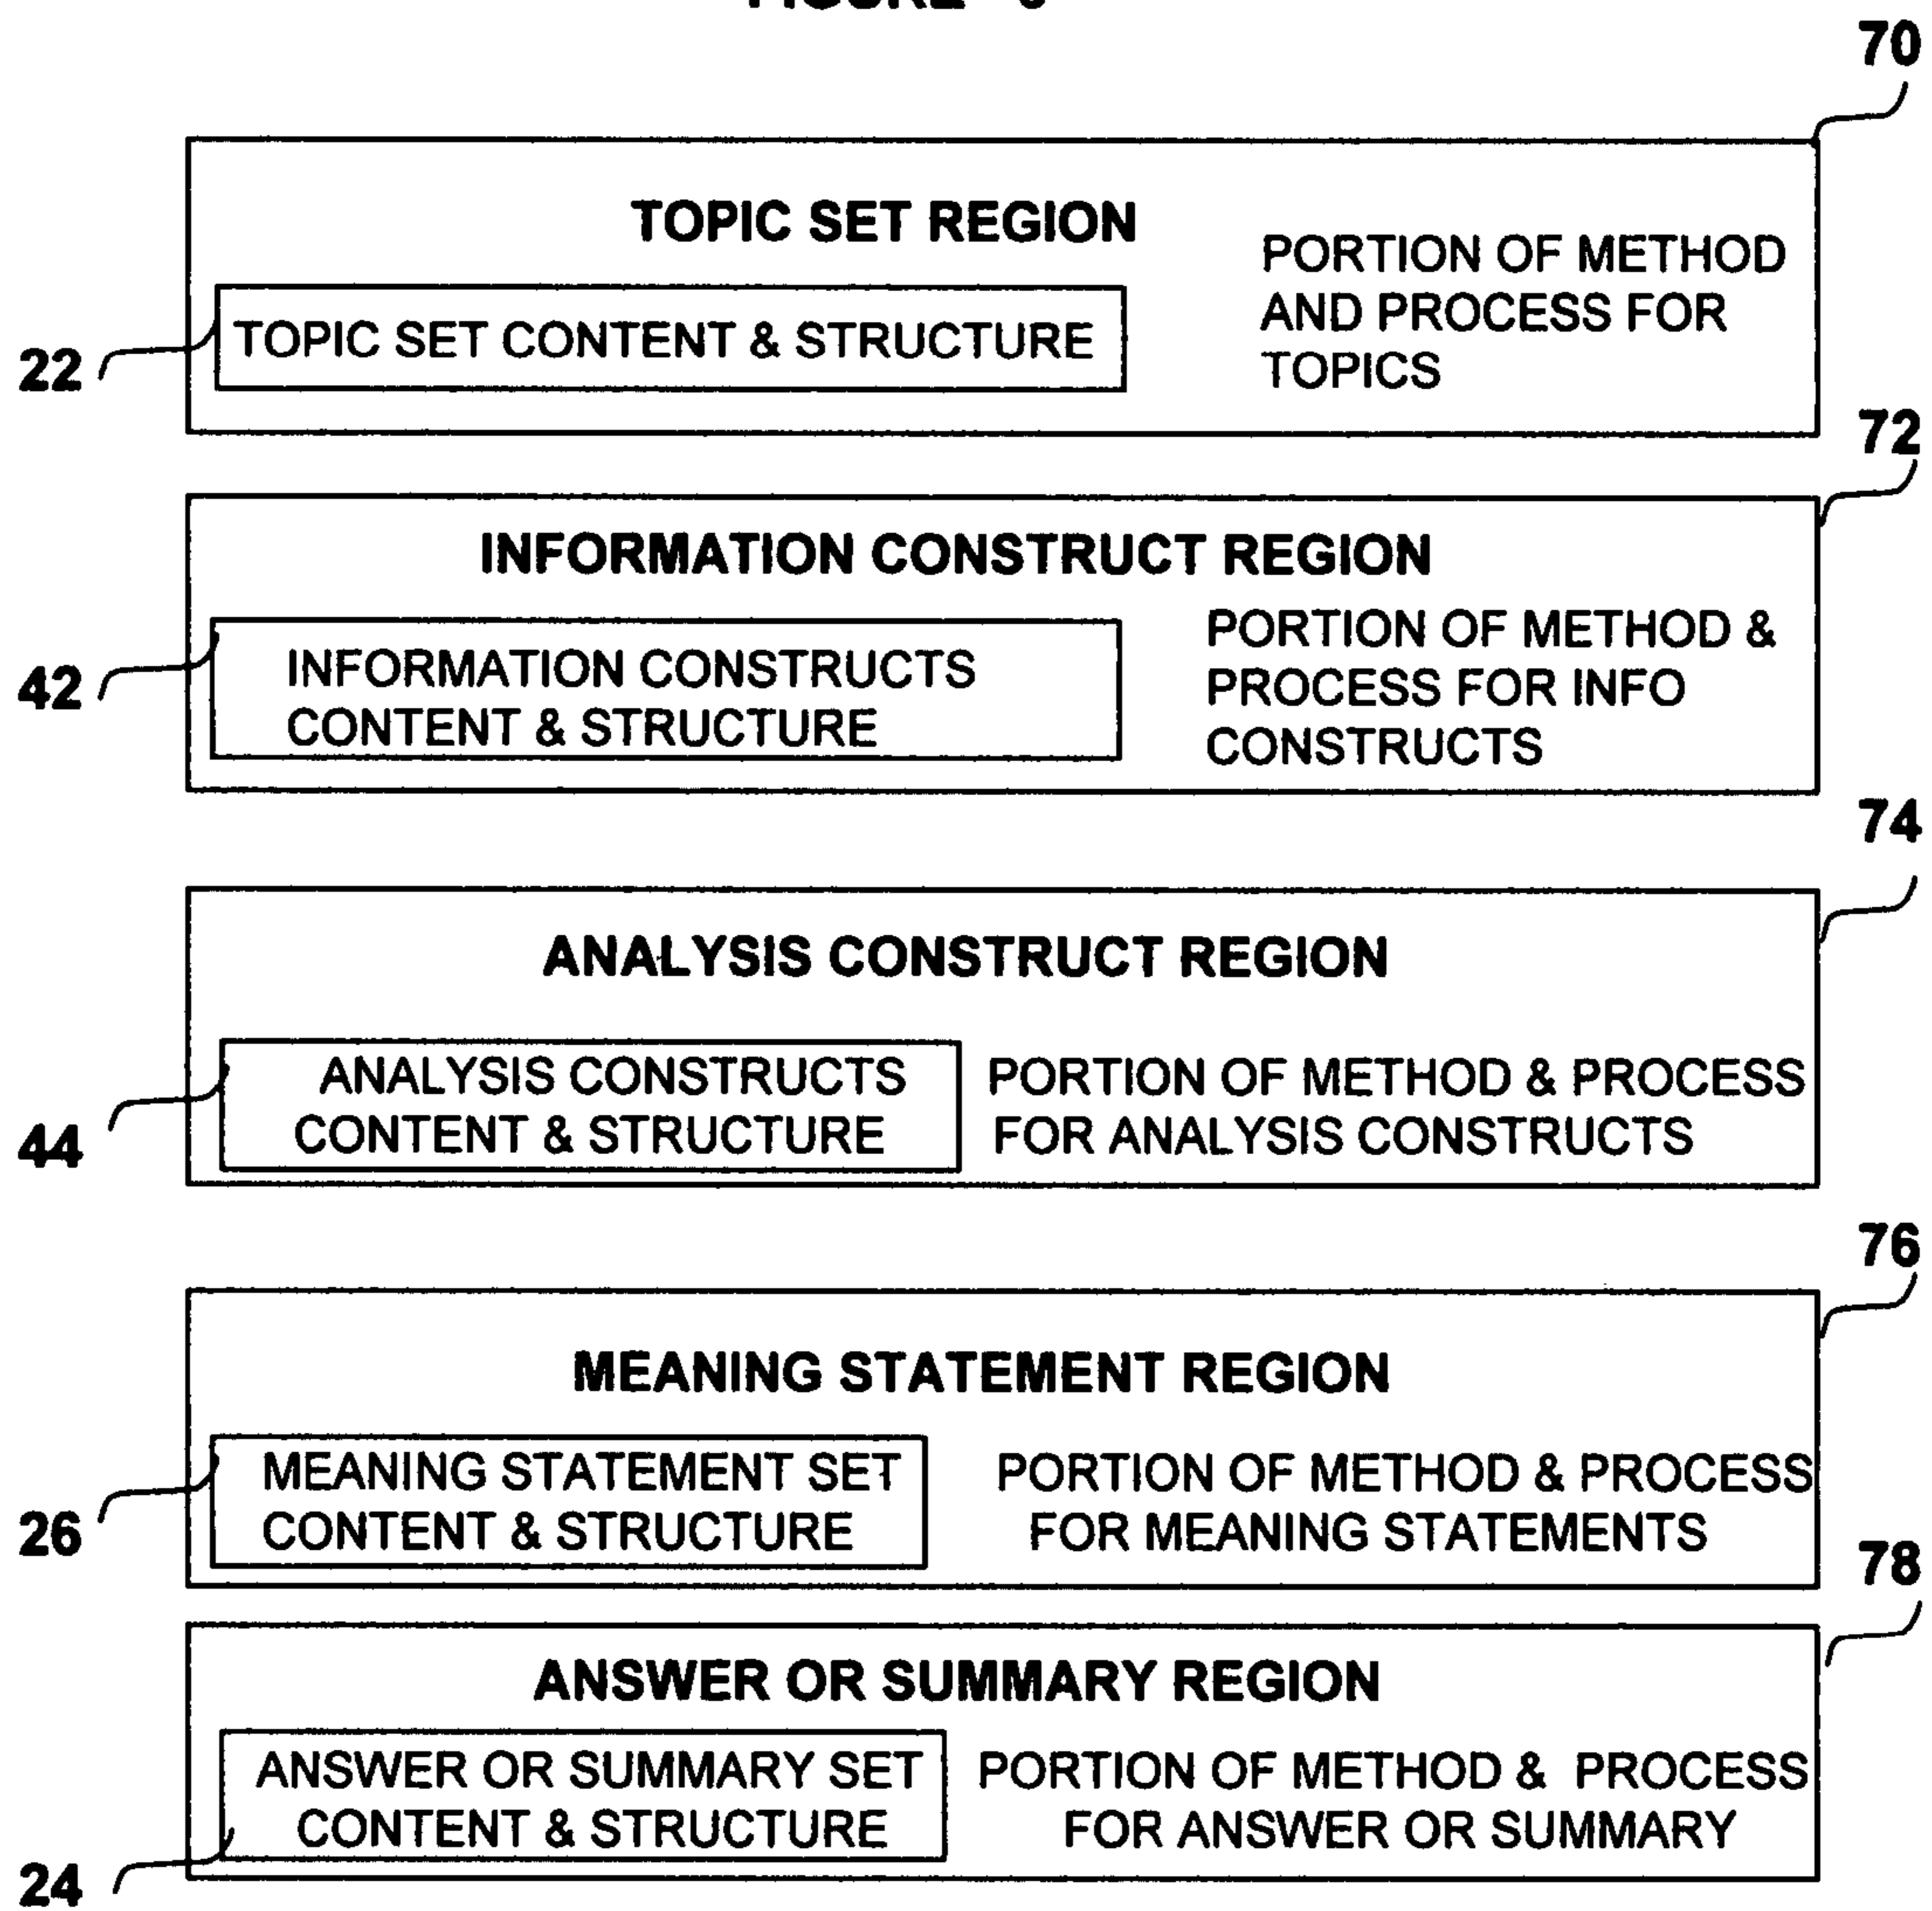 70
TOPIC SET REGION
PORTION OF METHOD
AND PROCESS FOR
TOPICS
TOPIC SET CONTENT & STRUCTURE
22
72
INFORMATION CONSTRUCT REGION
PORTION OF METHOD &
PROCESS FOR INFO
CONSTRUCTS
INFORMATION CONSTRUCTS
CONTENT & STRUCTURE
42
74
ANALYSIS CONSTRUCT REGION
ANALYSIS CONSTRUCTS
CONTENT & STRUCTURE
PORTION OF METHOD & PROCESS
FOR ANALYSIS CONSTRUCTS
44
76
MEANING STATEMENT REGION
MEANING STATEMENT SET
CONTENT & STRUCTURE
PORTION OF METHOD & PROCESS
FOR MEANING STATEMENTS
26
78
ANSWER OR SUMMARY REGION
ANSWER OR SUMMARY SET
CONTENT & STRUCTURE
PORTION OF METHOD & PROCESS
FOR ANSWER OR SUMMARY
24